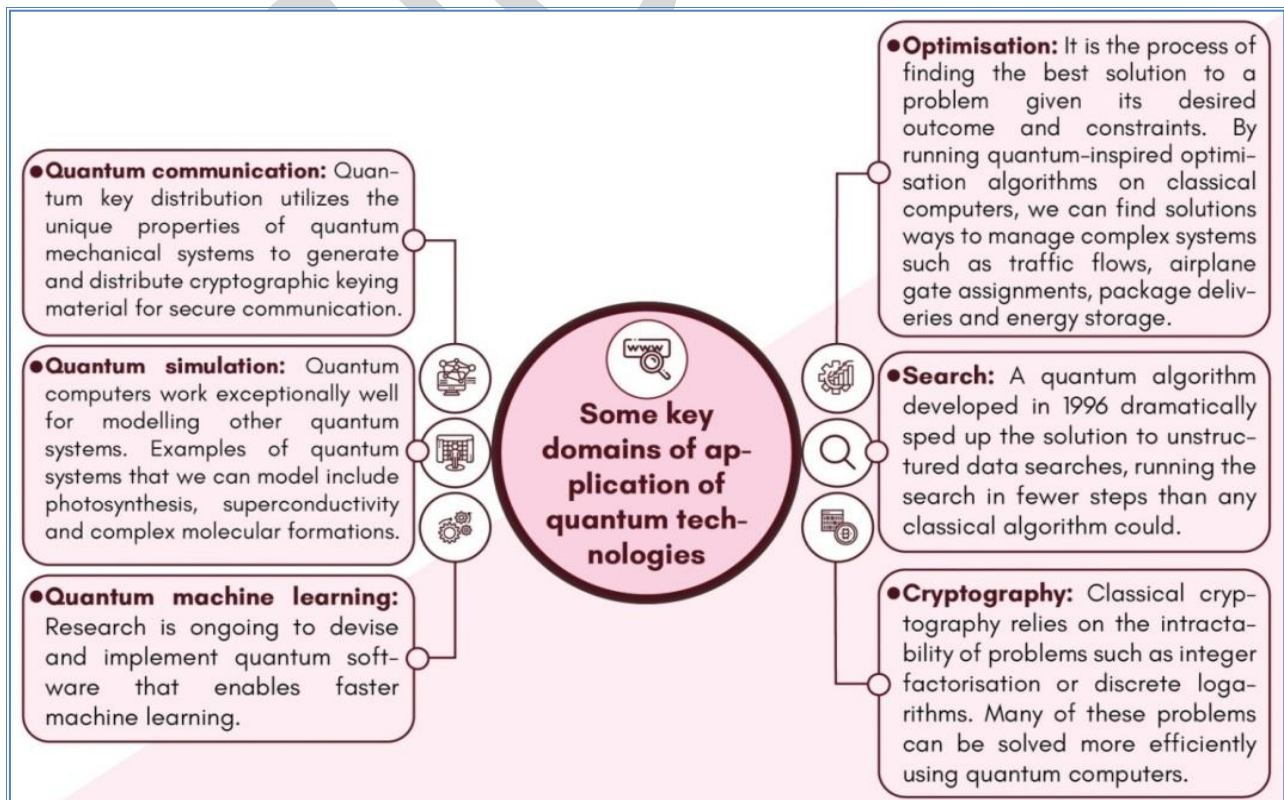 ●Quantum communication: Quan-
tum key distribution utilizes the
unique properties of quantum
mechanical systems to generate
and distribute cryptographic keying
material for secure communication.
●Quantum simulation: Quantum
computers work exceptionally well
for modelling other quantum
systems. Examples of quantum
systems that we can model include
photosynthesis, superconductivity
and complex molecular formations.
●Quantum machine learning:
Research is ongoing to devise
and implement quantum soft-
ware that enables faster
machine learning.
www
Some key
domains of ap-
plication of
quantum tech-
nologies
●Optimisation: It is the process of
finding the best solution to a
problem given its desired
outcome and constraints. By
running quantum-inspired optimi-
sation algorithms on classical
computers, we can find solutions
ways to manage complex systems
such as traffic flows, airplane
gate assignments, package deliv-
eries and energy storage.
●Search: A quantum algorithm
developed in 1996 dramatically
sped up the solution to unstruc-
tured data searches, running the
search in fewer steps than any
classical algorithm could.
●Cryptography: Classical cryp-
tography relies on the intracta-
bility of problems such as integer
factorisation or discrete loga-
rithms. Many of these problems
can be solved more efficiently
using quantum computers.